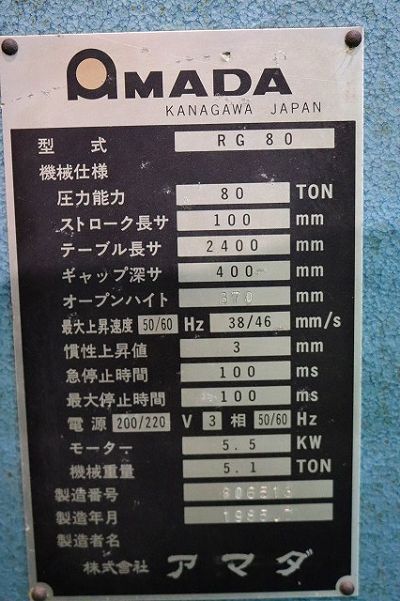 AMADA
KANAGAWA JAPAN
型式 RG 80
機械仕様
圧力能力 80 TON
ストローク長サ 100 mm
テーブル長サ 2400 mm
ギャップ深サ 400 mm
オープンハイト 370 mm
最大上昇速度 50/60 Hz 38/46 mm/s
慣性上昇値 3 mm
急停止時間 100 ms
最大停止時間 100 ms
電源 200/220 V 3 相 50/60 Hz
モーター 5.5 KW
機械重量 5.1 TON
製造番号
製造年月
製造者名
株式会社 アマダ